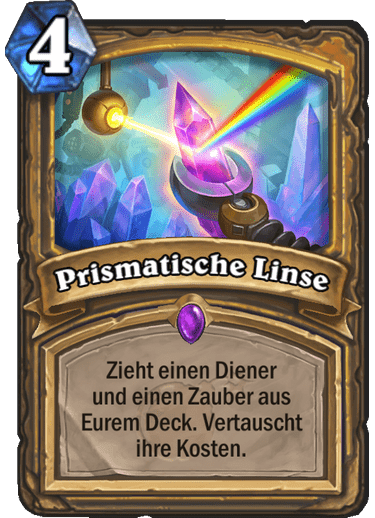 4
Prismatische Linse
Zieht einen Diener
und einen Zauber aus
Eurem Deck. Vertauscht
ihre Kosten.